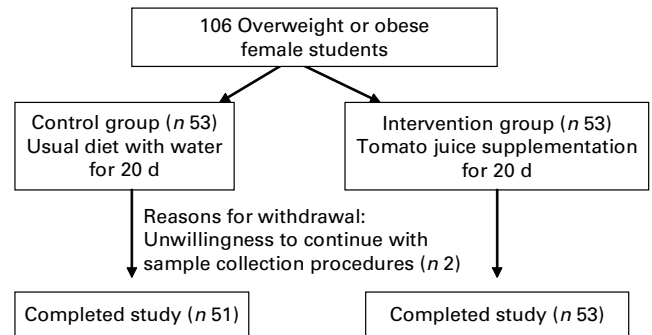 106 Overweight or obese
female students
Control group (n 53)
Usual diet with water
for 20 d
Intervention group (n 53)
Tomato juice supplementation
for 20 d
Reasons for withdrawal:
Unwillingness to continue with
sample collection procedures (n 2)
Completed study (n 51)
Completed study (n 53)